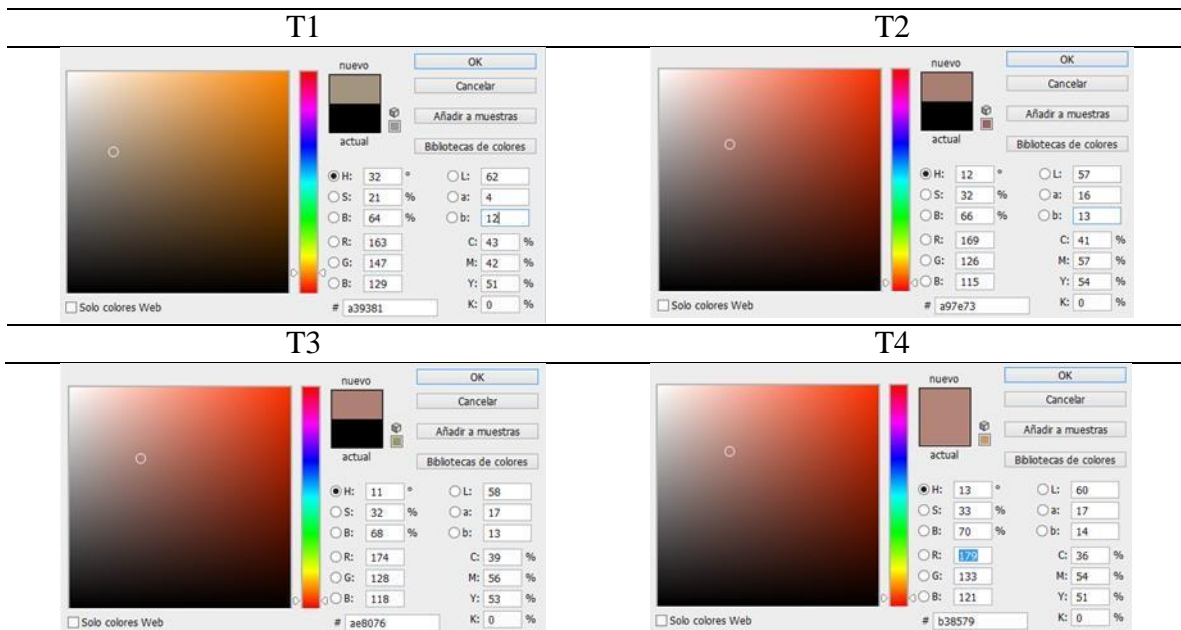 T1 T2
nuevo
OK
Cancelar
Añadir a muestras
actual
Bibliotecas de colores
H: 32 ° L: 62
S: 21 % a: 4
B: 64 % b: 12
R: 163 C: 43 %
G: 147 M: 42 %
B: 129 Y: 51 %
Solo colores Web # a39381 K: 0 %
nuevo
OK
Cancelar
Añadir a muestras
actual
Bibliotecas de colores
H: 12 ° L: 57
S: 32 % a: 16
B: 66 % b: 13
R: 169 C: 41 %
G: 126 M: 57 %
B: 115 Y: 54 %
Solo colores Web # a97e73 K: 0 %
T3 T4
nuevo
OK
Cancelar
Añadir a muestras
actual
Bibliotecas de colores
H: 11 ° L: 58
S: 32 % a: 17
B: 68 % b: 13
R: 174 C: 39 %
G: 128 M: 56 %
B: 118 Y: 53 %
Solo colores Web # ae8076 K: 0 %
nuevo
OK
Cancelar
Añadir a muestras
actual
Bibliotecas de colores
H: 13 ° L: 60
S: 33 % a: 17
B: 70 % b: 14
R: 179 C: 36 %
G: 133 M: 54 %
B: 121 Y: 51 %
Solo colores Web # b38579 K: 0 %